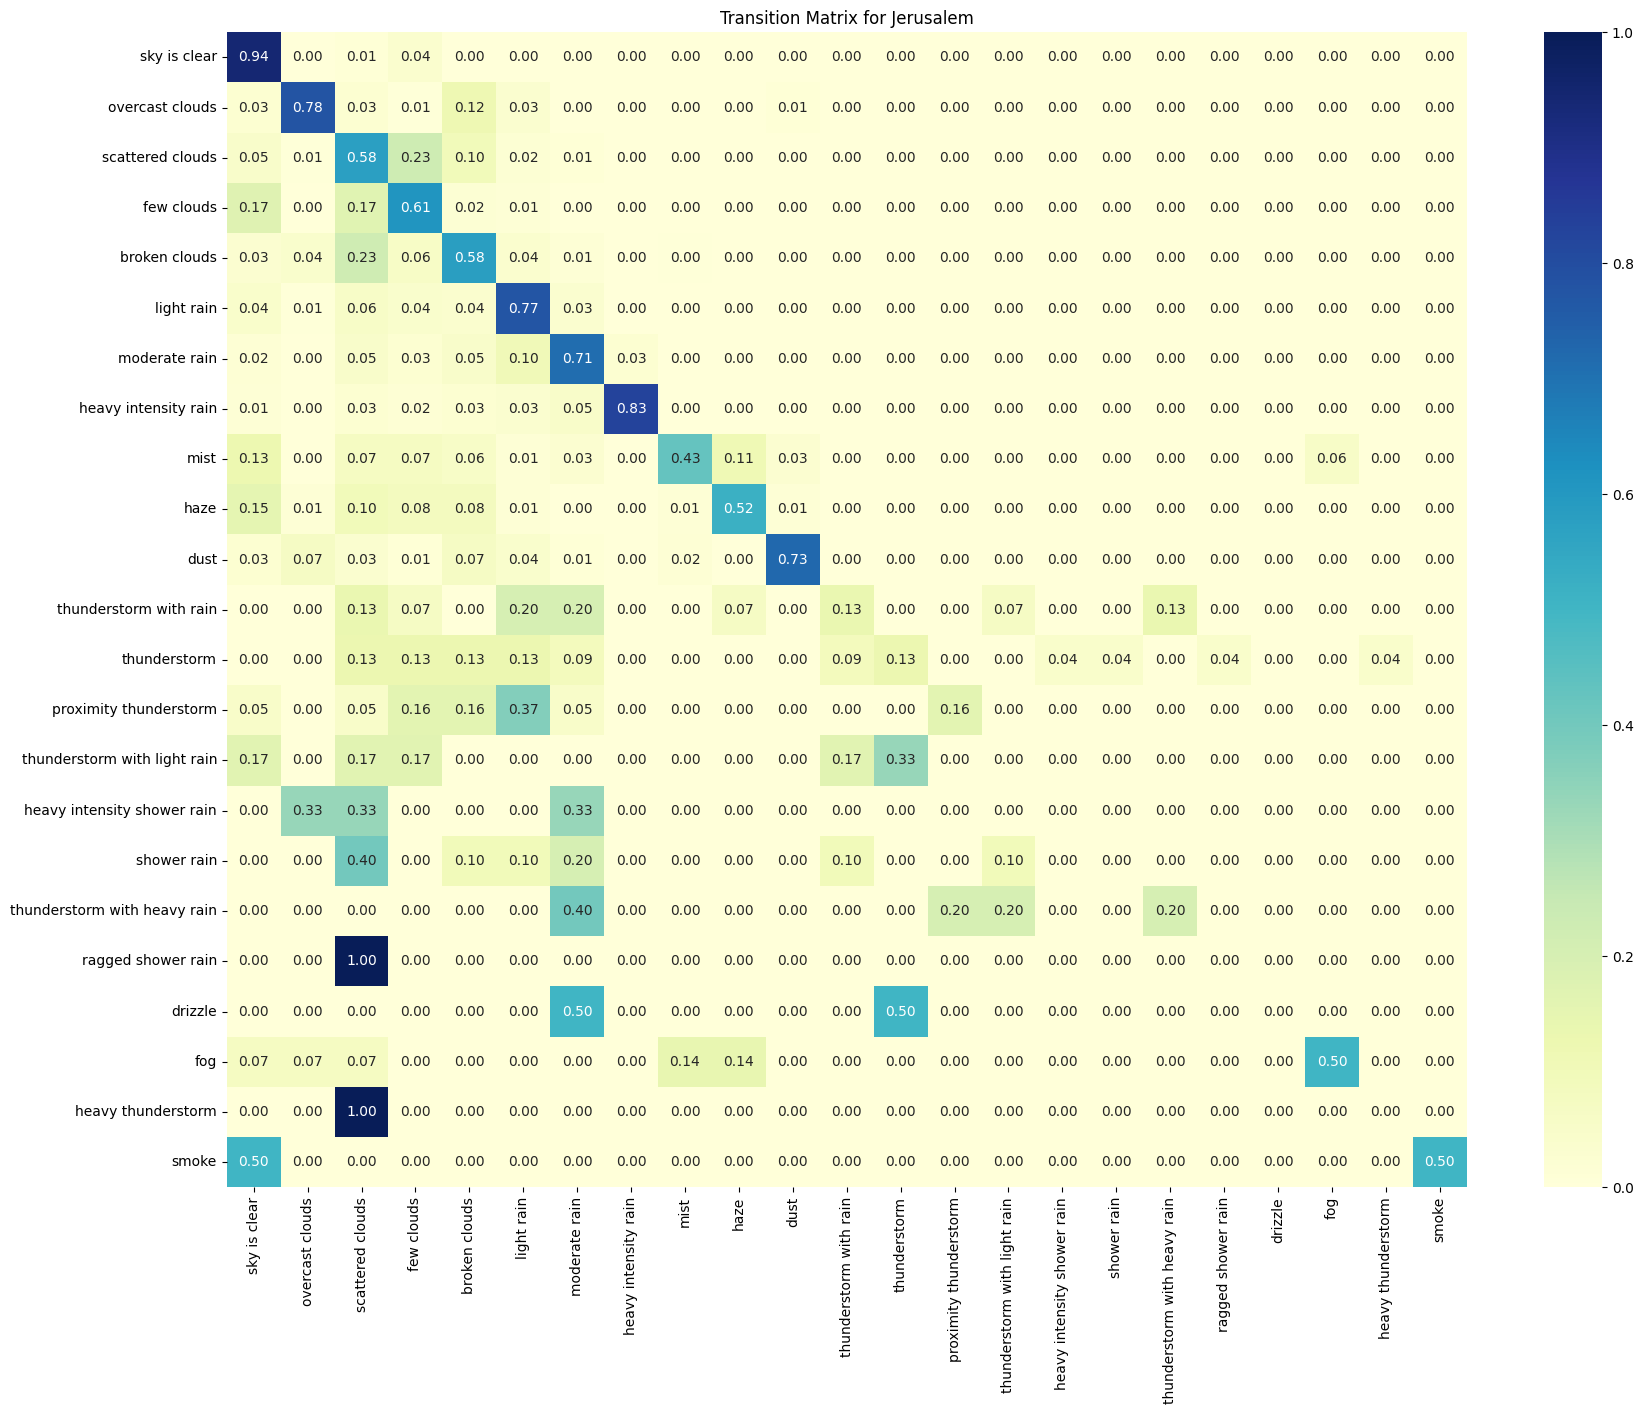 Transition Matrix for Jerusalem
sky is clear 0.94 0.00 0.01 0.04 0.00 0.00 0.00 0.00 0.00 0.00 0.00 0.00 0.00 0.00 0.00 0.00 0.00 0.00 0.00 0.00 0.00 0.00 0.00
overcast clouds 0.03 0.78 0.03 0.01 0.12 0.03 0.00 0.00 0.00 0.00 0.01 0.00 0.00 0.00 0.00 0.00 0.00 0.00 0.00 0.00 0.00 0.00 0.00
scattered clouds 0.05 0.01 0.58 0.23 0.10 0.02 0.01 0.00 0.00 0.00 0.00 0.00 0.00 0.00 0.00 0.00 0.00 0.00 0.00 0.00 0.00 0.00 0.00
few clouds 0.17 0.00 0.17 0.61 0.02 0.01 0.00 0.00 0.00 0.00 0.00 0.00 0.00 0.00 0.00 0.00 0.00 0.00 0.00 0.00 0.00 0.00 0.00
broken clouds 0.03 0.04 0.23 0.06 0.58 0.04 0.01 0.00 0.00 0.00 0.00 0.00 0.00 0.00 0.00 0.00 0.00 0.00 0.00 0.00 0.00 0.00 0.00
light rain 0.04 0.01 0.06 0.04 0.04 0.77 0.03 0.00 0.00 0.00 0.00 0.00 0.00 0.00 0.00 0.00 0.00 0.00 0.00 0.00 0.00 0.00 0.00
moderate rain 0.02 0.00 0.05 0.03 0.05 0.10 0.71 0.03 0.00 0.00 0.00 0.00 0.00 0.00 0.00 0.00 0.00 0.00 0.00 0.00 0.00 0.00 0.00
heavy intensity rain 0.01 0.00 0.03 0.02 0.03 0.03 0.05 0.83 0.00 0.00 0.00 0.00 0.00 0.00 0.00 0.00 0.00 0.00 0.00 0.00 0.00 0.00 0.00
mist 0.13 0.00 0.07 0.07 0.06 0.01 0.03 0.00 0.43 0.11 0.03 0.00 0.00 0.00 0.00 0.00 0.00 0.00 0.00 0.00 0.06 0.00 0.00
haze 0.15 0.01 0.10 0.08 0.08 0.01 0.00 0.00 0.01 0.52 0.01 0.00 0.00 0.00 0.00 0.00 0.00 0.00 0.00 0.00 0.00 0.00 0.00
dust 0.03 0.07 0.03 0.01 0.07 0.04 0.01 0.00 0.02 0.00 0.73 0.00 0.00 0.00 0.00 0.00 0.00 0.00 0.00 0.00 0.00 0.00 0.00
thunderstorm with rain 0.00 0.00 0.13 0.07 0.00 0.20 0.20 0.00 0.00 0.07 0.00 0.13 0.00 0.00 0.07 0.00 0.00 0.13 0.00 0.00 0.00 0.00 0.00
thunderstorm 0.00 0.00 0.13 0.13 0.13 0.13 0.09 0.00 0.00 0.00 0.00 0.09 0.13 0.00 0.00 0.04 0.04 0.00 0.04 0.00 0.00 0.04 0.00
proximity thunderstorm 0.05 0.00 0.05 0.16 0.16 0.37 0.05 0.00 0.00 0.00 0.00 0.00 0.00 0.16 0.00 0.00 0.00 0.00 0.00 0.00 0.00 0.00 0.00
thunderstorm with light rain 0.17 0.00 0.17 0.17 0.00 0.00 0.00 0.00 0.00 0.00 0.00 0.17 0.33 0.00 0.00 0.00 0.00 0.00 0.00 0.00 0.00 0.00 0.00
heavy intensity shower rain 0.00 0.33 0.33 0.00 0.00 0.00 0.33 0.00 0.00 0.00 0.00 0.00 0.00 0.00 0.00 0.00 0.00 0.00 0.00 0.00 0.00 0.00 0.00
shower rain 0.00 0.00 0.40 0.00 0.10 0.10 0.20 0.00 0.00 0.00 0.00 0.10 0.00 0.00 0.10 0.00 0.00 0.00 0.00 0.00 0.00 0.00 0.00
thunderstorm with heavy rain 0.00 0.00 0.00 0.00 0.00 0.00 0.40 0.00 0.00 0.00 0.00 0.00 0.00 0.20 0.20 0.00 0.00 0.20 0.00 0.00 0.00 0.00 0.00
ragged shower rain 0.00 0.00 1.00 0.00 0.00 0.00 0.00 0.00 0.00 0.00 0.00 0.00 0.00 0.00 0.00 0.00 0.00 0.00 0.00 0.00 0.00 0.00 0.00
drizzle 0.00 0.00 0.00 0.00 0.00 0.00 0.50 0.00 0.00 0.00 0.00 0.00 0.50 0.00 0.00 0.00 0.00 0.00 0.00 0.00 0.00 0.00 0.00
fog 0.07 0.07 0.07 0.00 0.00 0.00 0.00 0.00 0.14 0.14 0.00 0.00 0.00 0.00 0.00 0.00 0.00 0.00 0.00 0.00 0.50 0.00 0.00
heavy thunderstorm 0.00 0.00 1.00 0.00 0.00 0.00 0.00 0.00 0.00 0.00 0.00 0.00 0.00 0.00 0.00 0.00 0.00 0.00 0.00 0.00 0.00 0.00 0.00
smoke 0.50 0.00 0.00 0.00 0.00 0.00 0.00 0.00 0.00 0.00 0.00 0.00 0.00 0.00 0.00 0.00 0.00 0.00 0.00 0.00 0.00 0.00 0.50
sky is clear
overcast clouds
scattered clouds
few clouds
broken clouds
light rain
moderate rain
heavy intensity rain
mist
haze
dust
thunderstorm with rain
thunderstorm
proximity thunderstorm
thunderstorm with light rain
heavy intensity shower rain
shower rain
thunderstorm with heavy rain
ragged shower rain
drizzle
fog
heavy thunderstorm
smoke
1.0
0.8
0.6
0.4
0.2
0.0